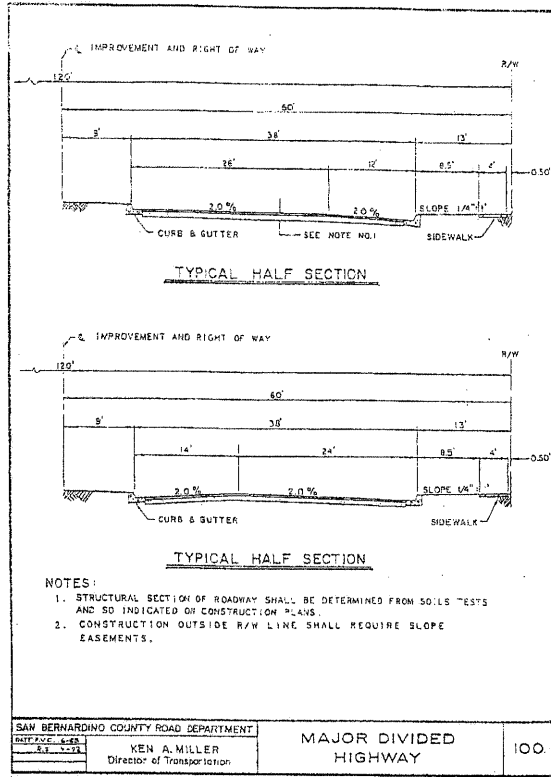 ℄ IMPROVEMENT AND RIGHT OF WAY
R/W
120'
60'
9' 38' 13'
26' 12' 8.5' 2' 0.50'
2.0% 2.0% SLOPE 1/4" : 1'
CURB & GUTTER SEE NOTE NO.1 SIDEWALK
TYPICAL HALF SECTION
℄ IMPROVEMENT AND RIGHT OF WAY
R/W
120'
60'
9' 38' 13'
14' 24' 8.5' 4' 0.50'
2.0% 2.0% SLOPE 1/4" : 1'
CURB & GUTTER SIDEWALK
TYPICAL HALF SECTION
NOTES:
1. STRUCTURAL SECTION OF ROADWAY SHALL BE DETERMINED FROM SOILS TESTS
AND SO INDICATED ON CONSTRUCTION PLANS.
2. CONSTRUCTION OUTSIDE R/W LINE SHALL REQUIRE SLOPE
EASEMENTS.
SAN BERNARDINO COUNTY ROAD DEPARTMENT
KEN A. MILLER
Director of Transportation
MAJOR DIVIDED
HIGHWAY
100